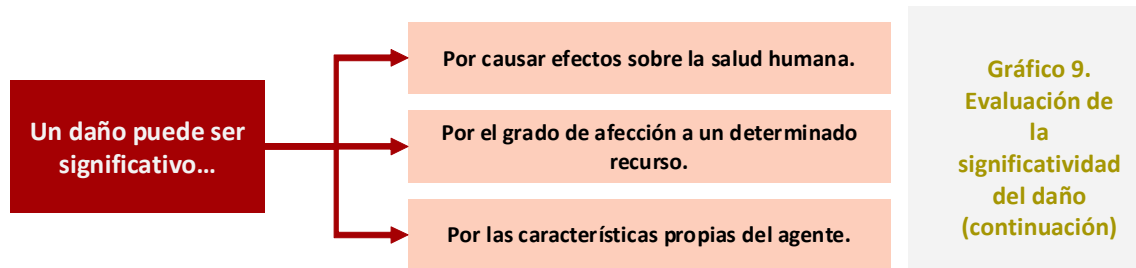 Un daño puede ser
significativo...
Por causar efectos sobre la salud humana.
Por el grado de afección a un determinado
recurso.
Por las características propias del agente.
Gráfico 9.
Evaluación de
la
significatividad
del daño
(continuación)